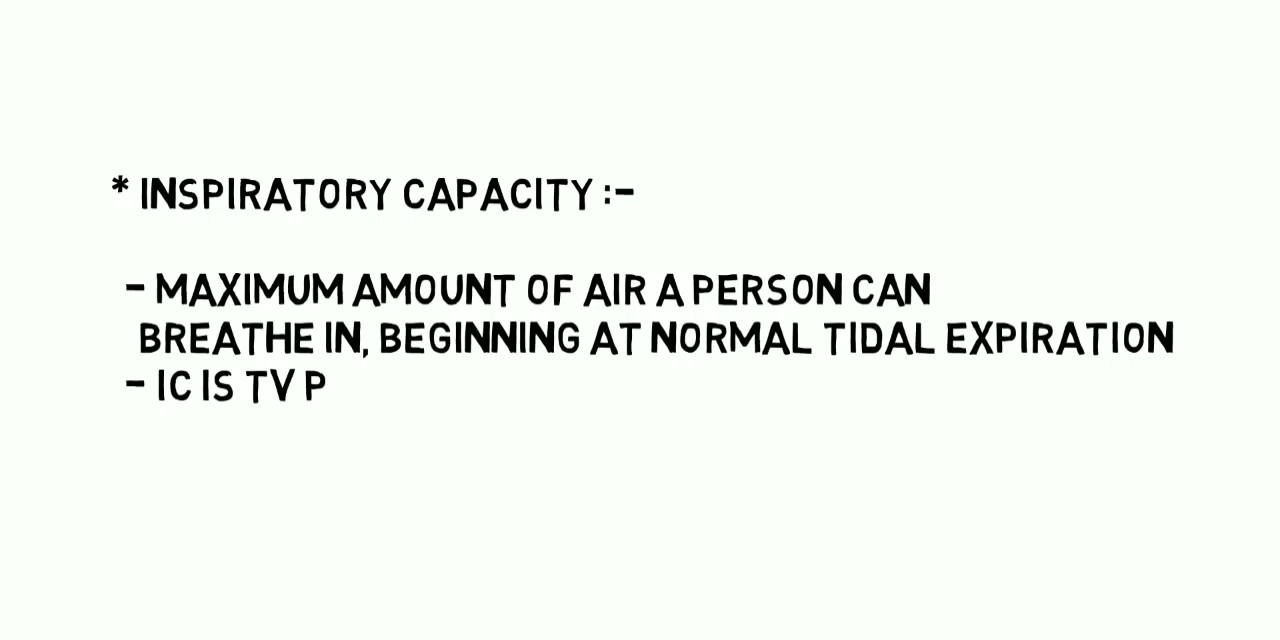 * INSPIRATORY CAPACITY :-
- MAXIMUM AMOUNT OF AIR A PERSON CAN
BREATHE IN, BEGINNING AT NORMAL TIDAL EXPIRATION
- IC IS TV P